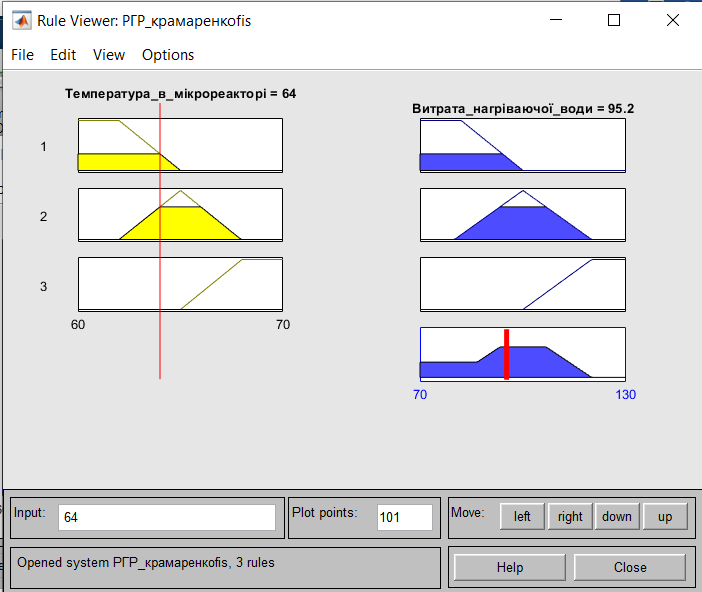 Rule Viewer: РГР_крамаренкоfis
File Edit View Options
Температура_в_мікрореакторі = 64
Витрата_нагріваючої_води = 95.2
1
2
3
60 70
70 130
Input: 64
Plot points: 101
Move: left right down up
Opened system РГР_крамаренкоfis, 3 rules
Help Close